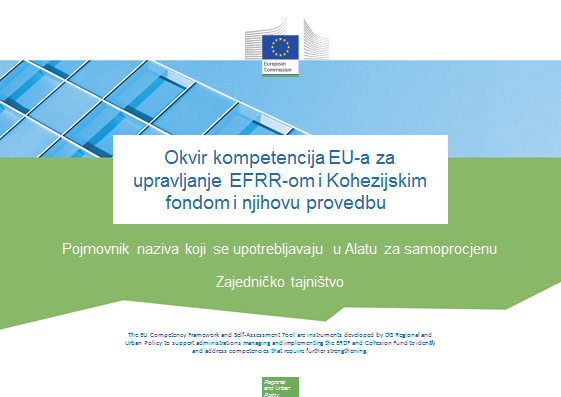 European
Commission
Okvir kompetencija EU-a za
upravljanje EFRR-om i Kohezijskim
fondom i njihovu provedbu
Pojmovnik naziva koji se upotrebljavaju u Alatu za samoprocjenu
Zajedničko tajništvo
The EU Competency Framework and Self-Assessment Tool are instruments developed by DG Regional and
Urban Policy to support administrations managing and implementing the ERDF and Cohesion Fund to identify
and address competencies that require further strengthening.
Regional
and Urban
Policy